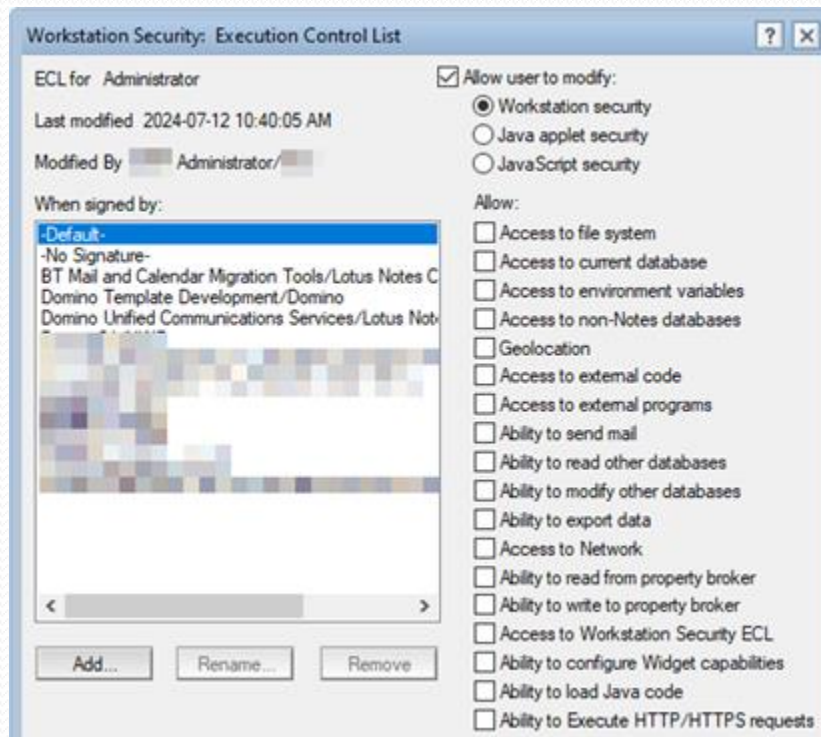 Workstation Security: Execution Control List
? ×
ECL for Administrator
Last modified 2024-07-12 10:40:05 AM
Modified By Administrator/
When signed by:
-Default-
-No Signature-
BT Mail and Calendar Migration Tools/Lotus Notes C
Domino Template Development/Domino
Domino Unified Communications Services/Lotus Not
Add...
Rename...
Remove
Allow user to modify:
Workstation security
Java applet security
JavaScript security
Allow:
Access to file system
Access to current database
Access to environment variables
Access to non-Notes databases
Geolocation
Access to external code
Access to external programs
Ability to send mail
Ability to read other databases
Ability to modify other databases
Ability to export data
Access to Network
Ability to read from property broker
Ability to write to property broker
Access to Workstation Security ECL
Ability to configure Widget capabilities
Ability to load Java code
Ability to Execute HTTP/HTTPS requests